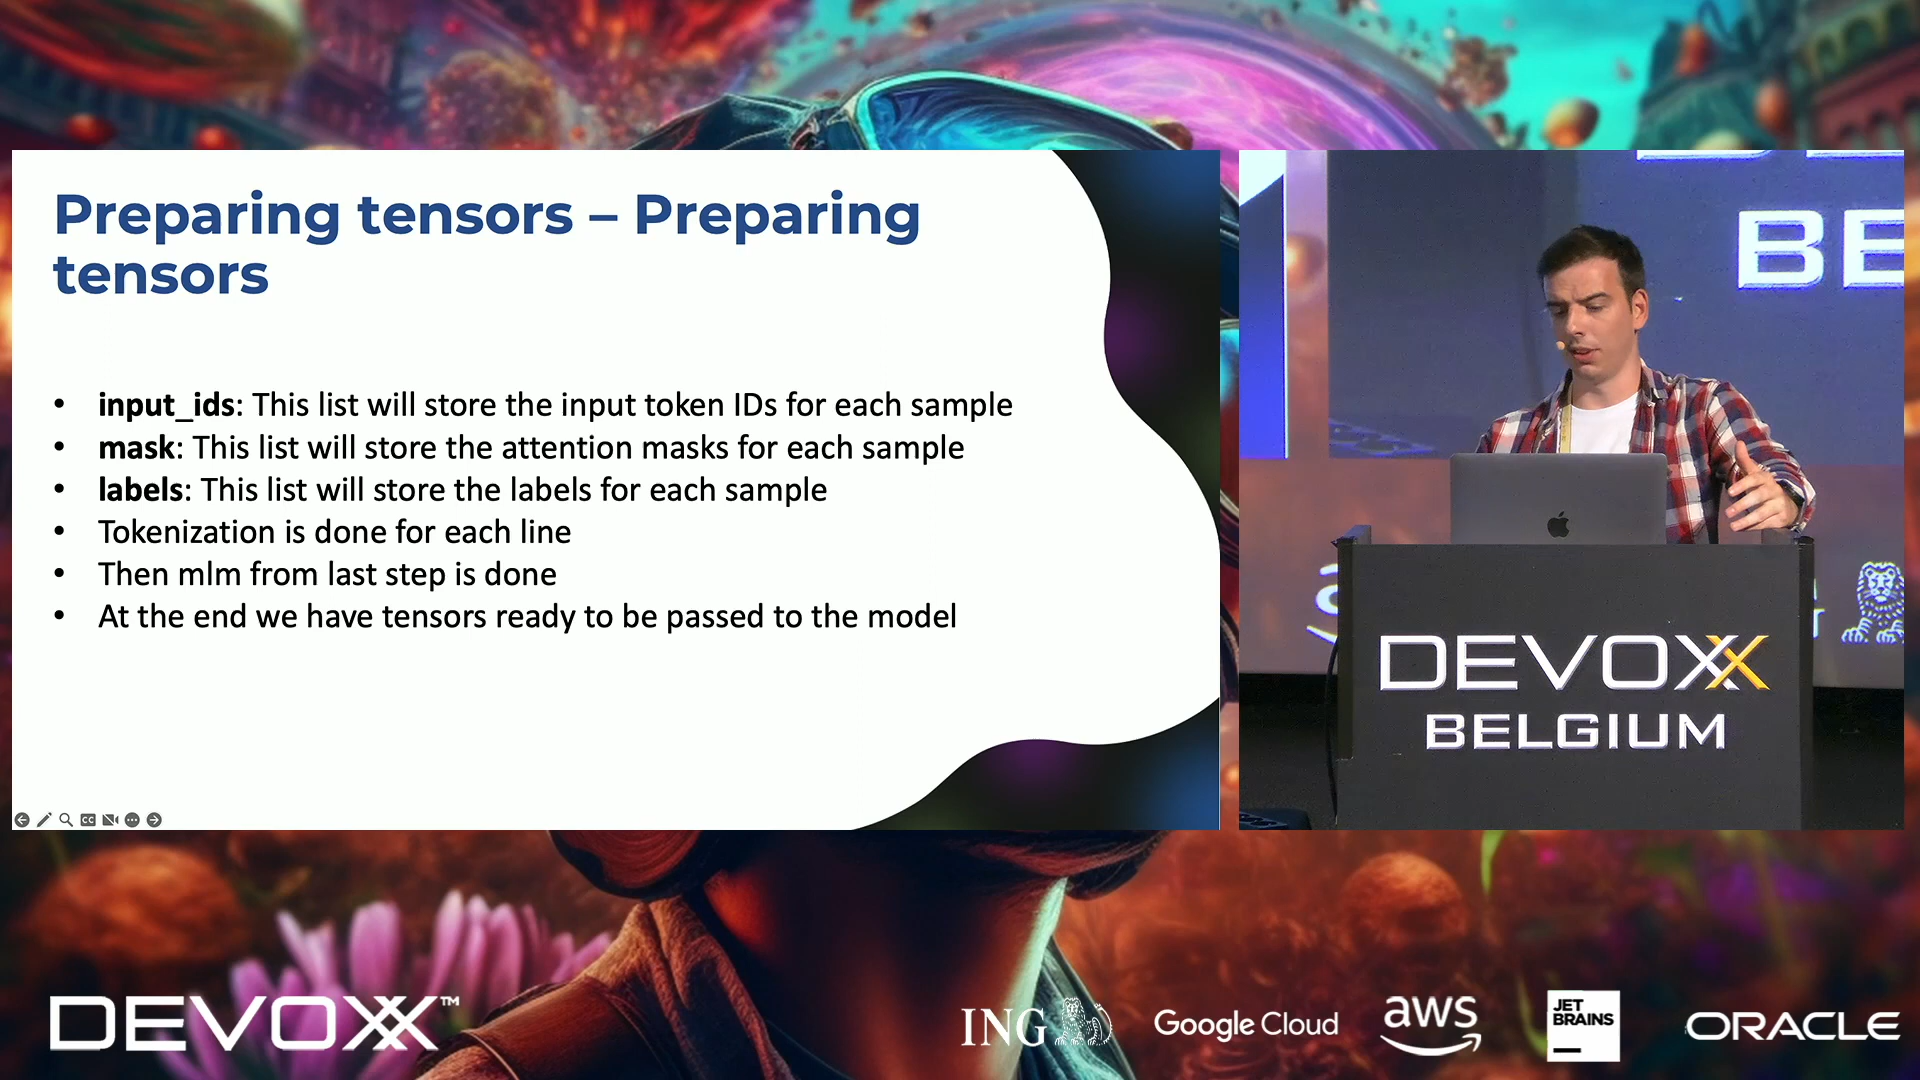 Preparing tensors – Preparing
tensors
• input_ids: This list will store the input token IDs for each sample
• mask: This list will store the attention masks for each sample
• labels: This list will store the labels for each sample
• Tokenization is done for each line
• Then mlm from last step is done
• At the end we have tensors ready to be passed to the model
CC
BE
DEVOXX
BELGIUM
DEVOXX™
ING
Google Cloud
aws
JET
BRAINS
ORACLE